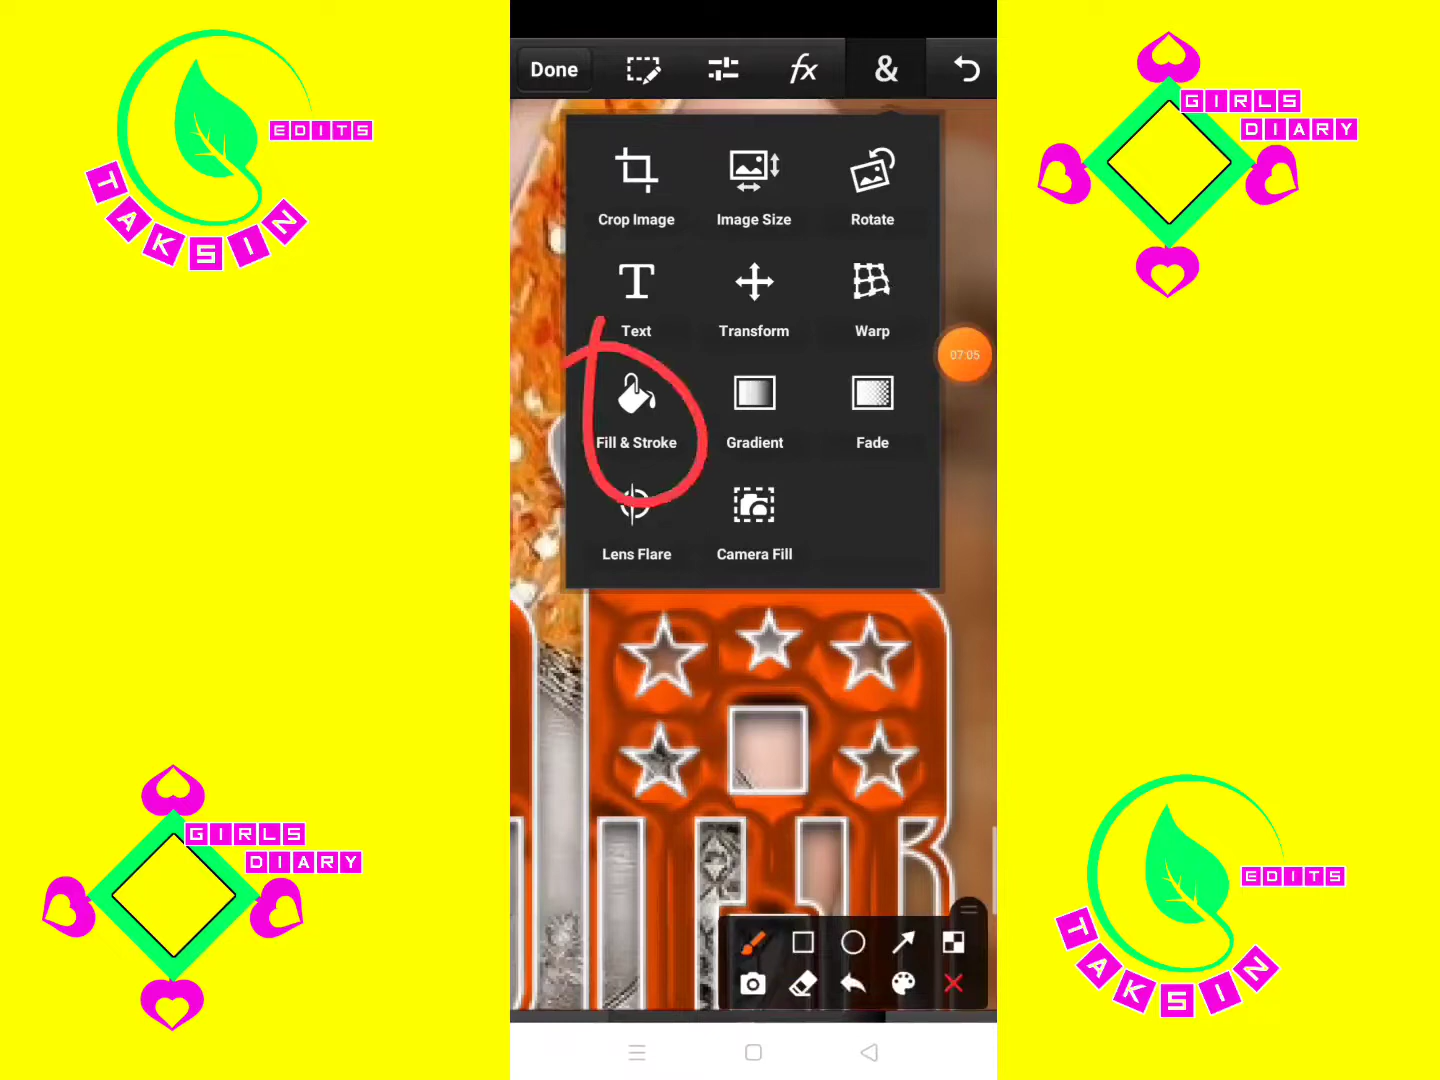 EDITS
TAKSIN
GIRLS
DIARY
Done
fx
&
Crop Image
Image Size
Rotate
T
Text
Transform
Warp
07:05
Fill & Stroke
Gradient
Fade
Lens Flare
Camera Fill
GIRLS
DIARY
EDITS
TAKSIN